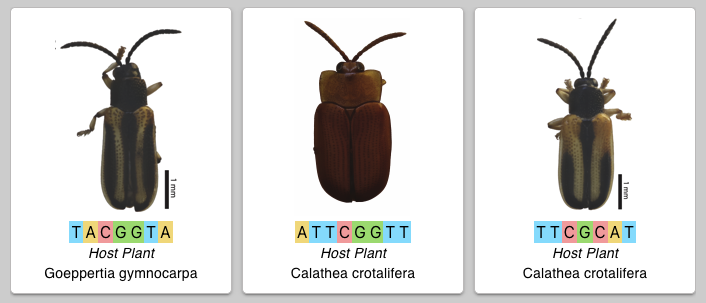 1 mm
TACGGTA
Host Plant
Goeppertia gymnocarpa
ATTCGGTT
Host Plant
Calathea crotalifera
1 mm
TTCGCAT
Host Plant
Calathea crotalifera